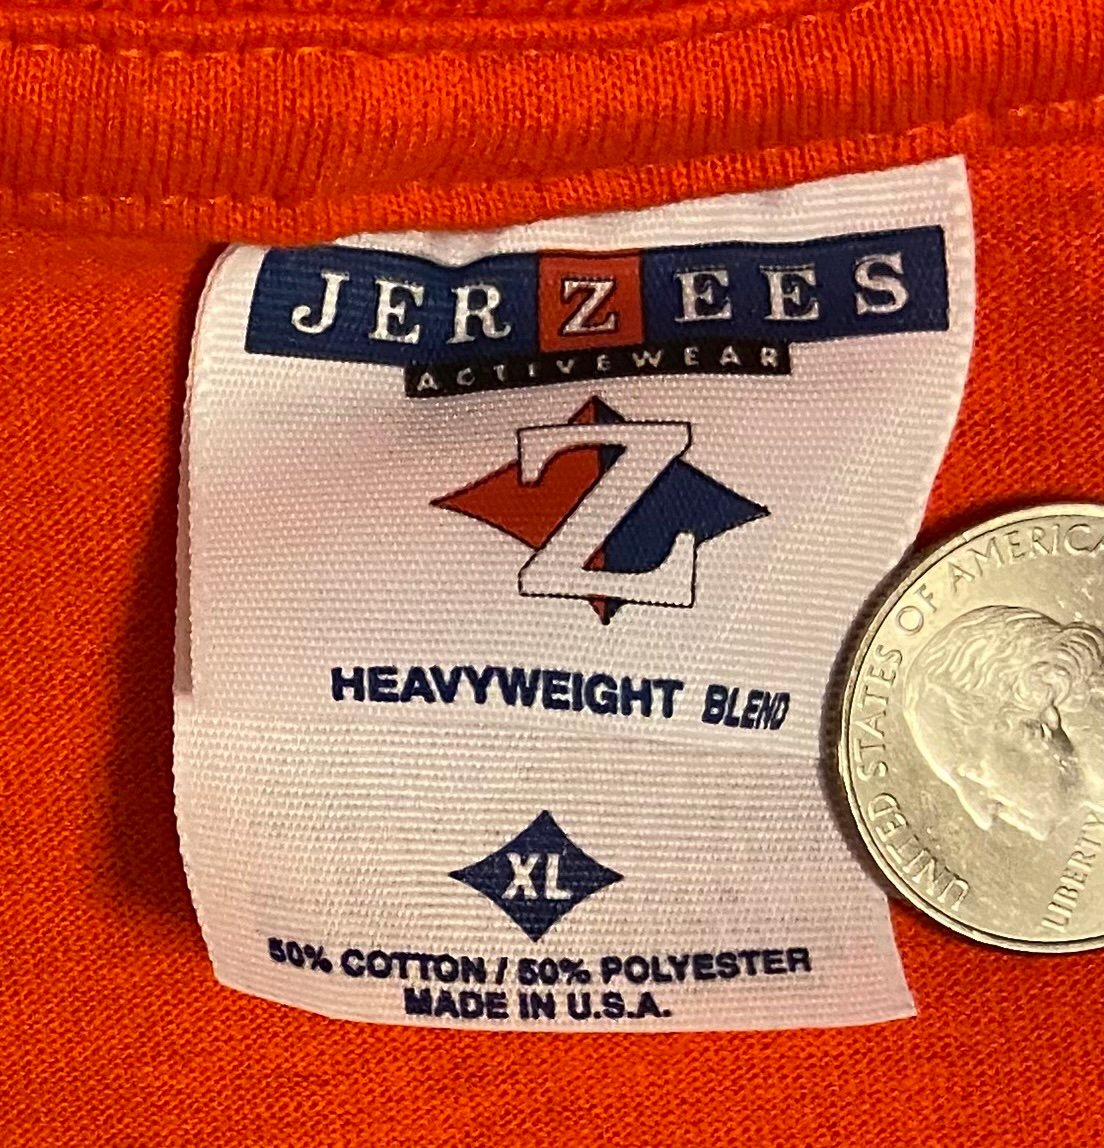 JERZEES
ACTIVEWEAR
Z
HEAVYWEIGHT BLEND
XL
50% COTTON / 50% POLYESTER
MADE IN U.S.A.
UNITED STATES OF AMERICA
LIBERTY